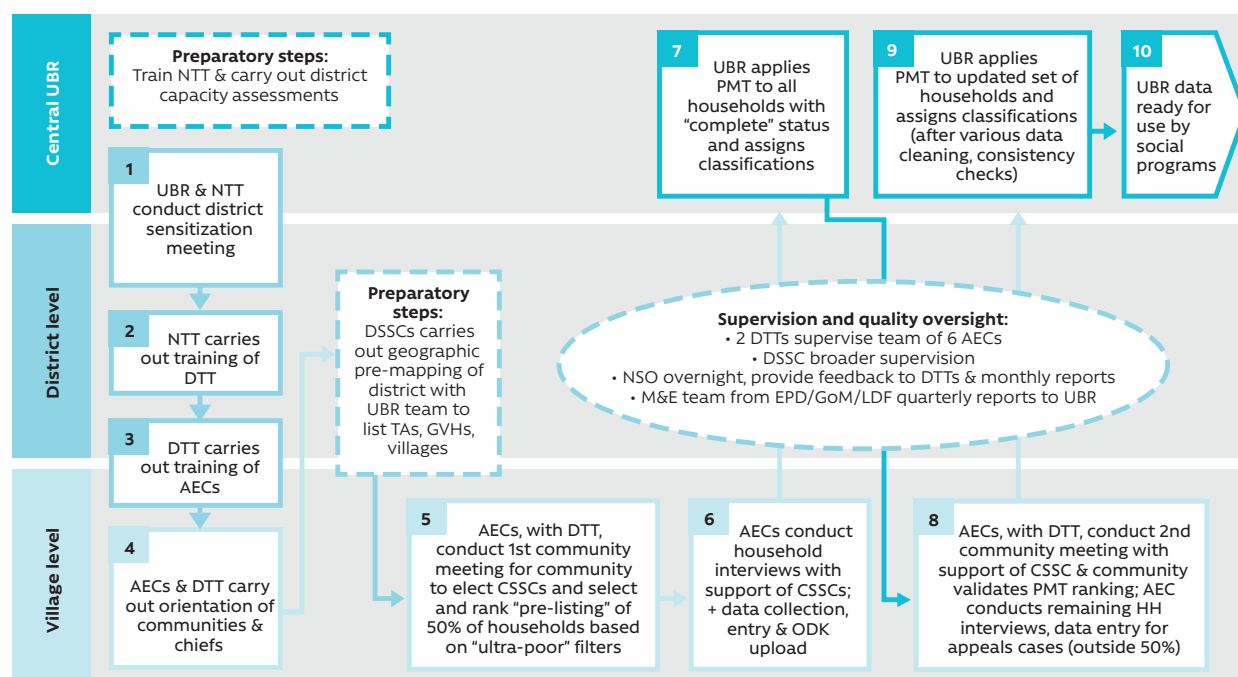 Central UBR
Preparatory steps:
Train NTT & carry out district
capacity assessments
1
UBR & NTT
conduct district
sensitization
meeting
7
UBR applies
PMT to all
households with
“complete” status
and assigns
classifications
9
UBR applies
PMT to updated set of
households and
assigns classifications
(after various data
cleaning, consistency
checks)
10
UBR data
ready for
use by
social
programs
District level
2
NTT carries
out training of
DTT
3
DTT carries
out training of
AECs
Preparatory
steps:
DSSCs carries
out geographic
pre-mapping of
district with
UBR team to
list TAs, GVHs,
villages
Supervision and quality oversight:
• 2 DTTs supervise team of 6 AECs
• DSSC broader supervision
• NSO overnight, provide feedback to DTTs & monthly reports
• M&E team from EPD/GoM/LDF quarterly reports to UBR
Village level
4
AECs & DTT carry
out orientation of
communities &
chiefs
5
AECs, with DTT,
conduct 1st community
meeting for community
to elect CSSCs and select
and rank “pre-listing” of
50% of households based
on “ultra-poor” filters
6
AECs conduct
household
interviews with
support of CSSCs;
+ data collection,
entry & ODK
upload
8
AECs, with DTT, conduct 2nd
community meeting with
support of CSSC & community
validates PMT ranking; AEC
conducts remaining HH
interviews, data entry for
appeals cases (outside 50%)